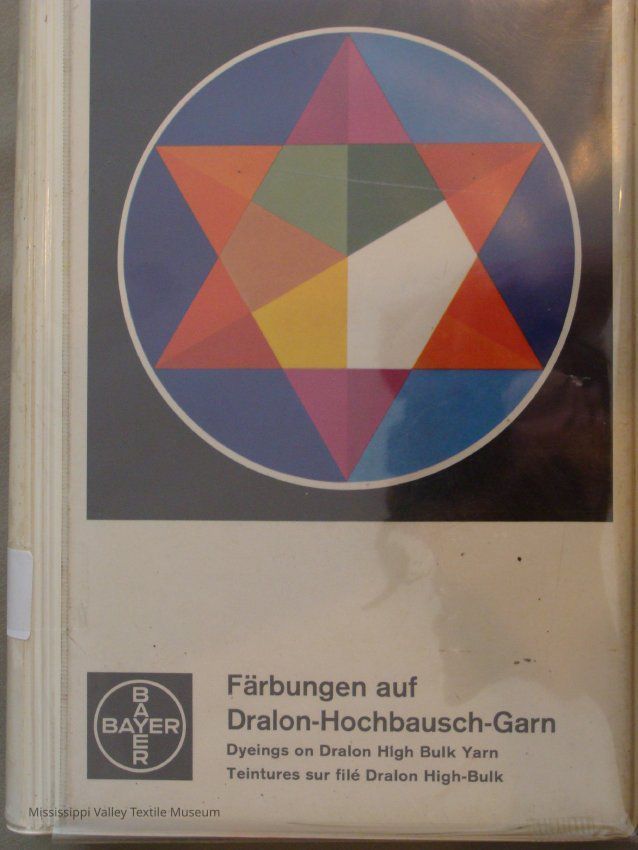 BAYER
BAYER
Färbungen auf
Dralon-Hochbausch-Garn
Dyeings on Dralon High Bulk Yarn
Teintures sur filé Dralon High-Bulk
Mississippi Valley Textile Museum